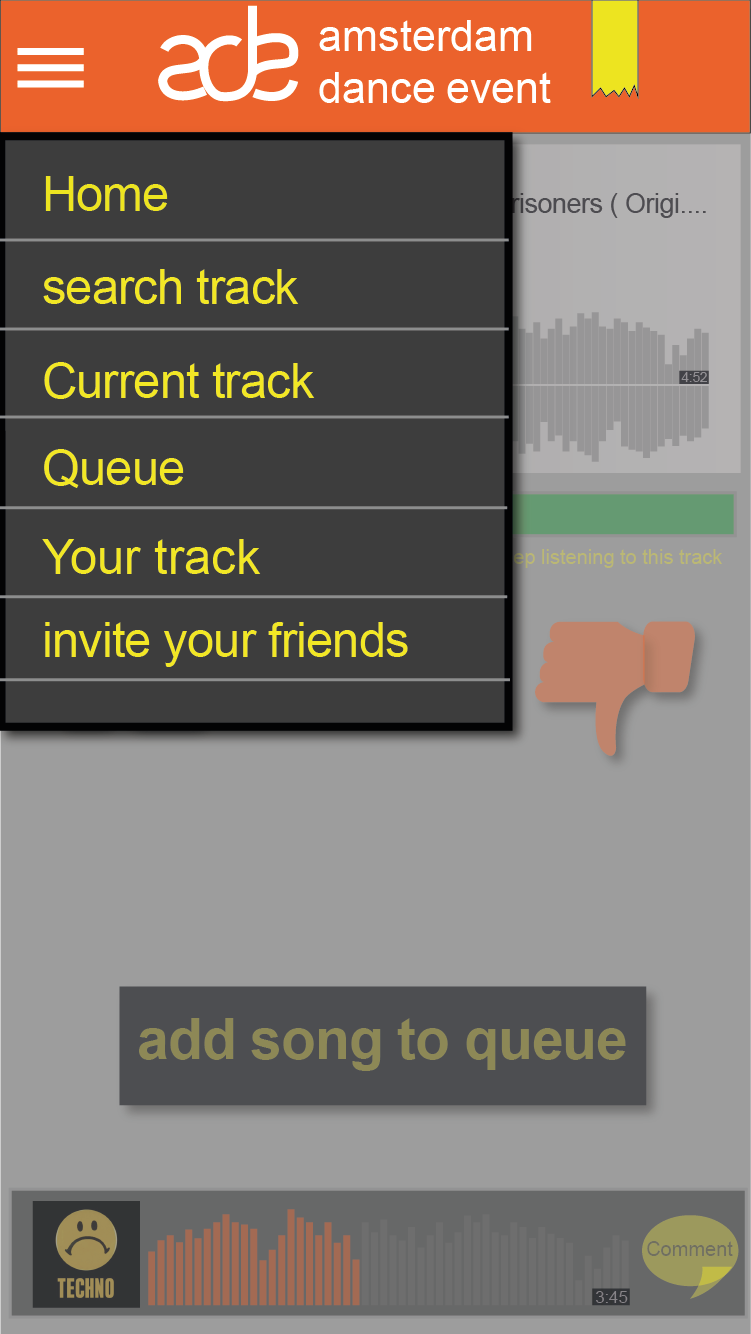 ade
amsterdam
dance event
Home
search track
Current track
Queue
Your track
invite your friends
risoners ( Origi....
4:52
ep listening to this track
add song to queue
TECHNO
3:45
Comment